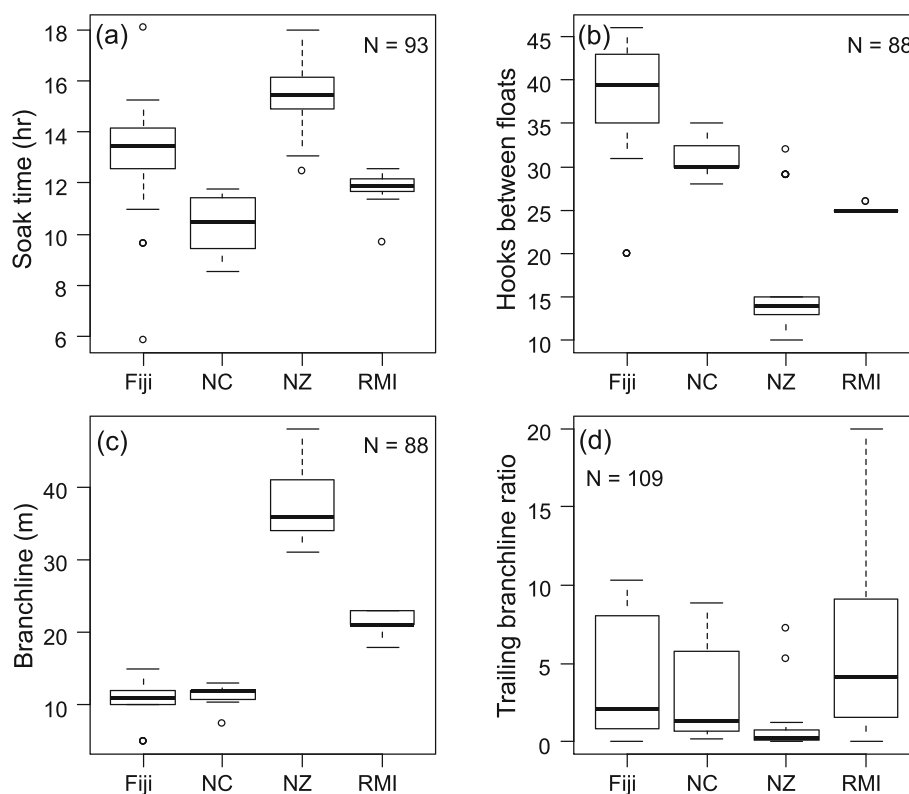 (a)
N = 93
Soak time (hr)
18
16
14
12
10
8
6
Fiji NC NZ RMI
(b)
N = 88
Hooks between floats
45
40
35
30
25
20
15
10
Fiji NC NZ RMI
(c)
N = 88
Branchline (m)
40
30
20
10
Fiji NC NZ RMI
(d)
N = 109
Trailing branchline ratio
20
15
10
5
0
Fiji NC NZ RMI